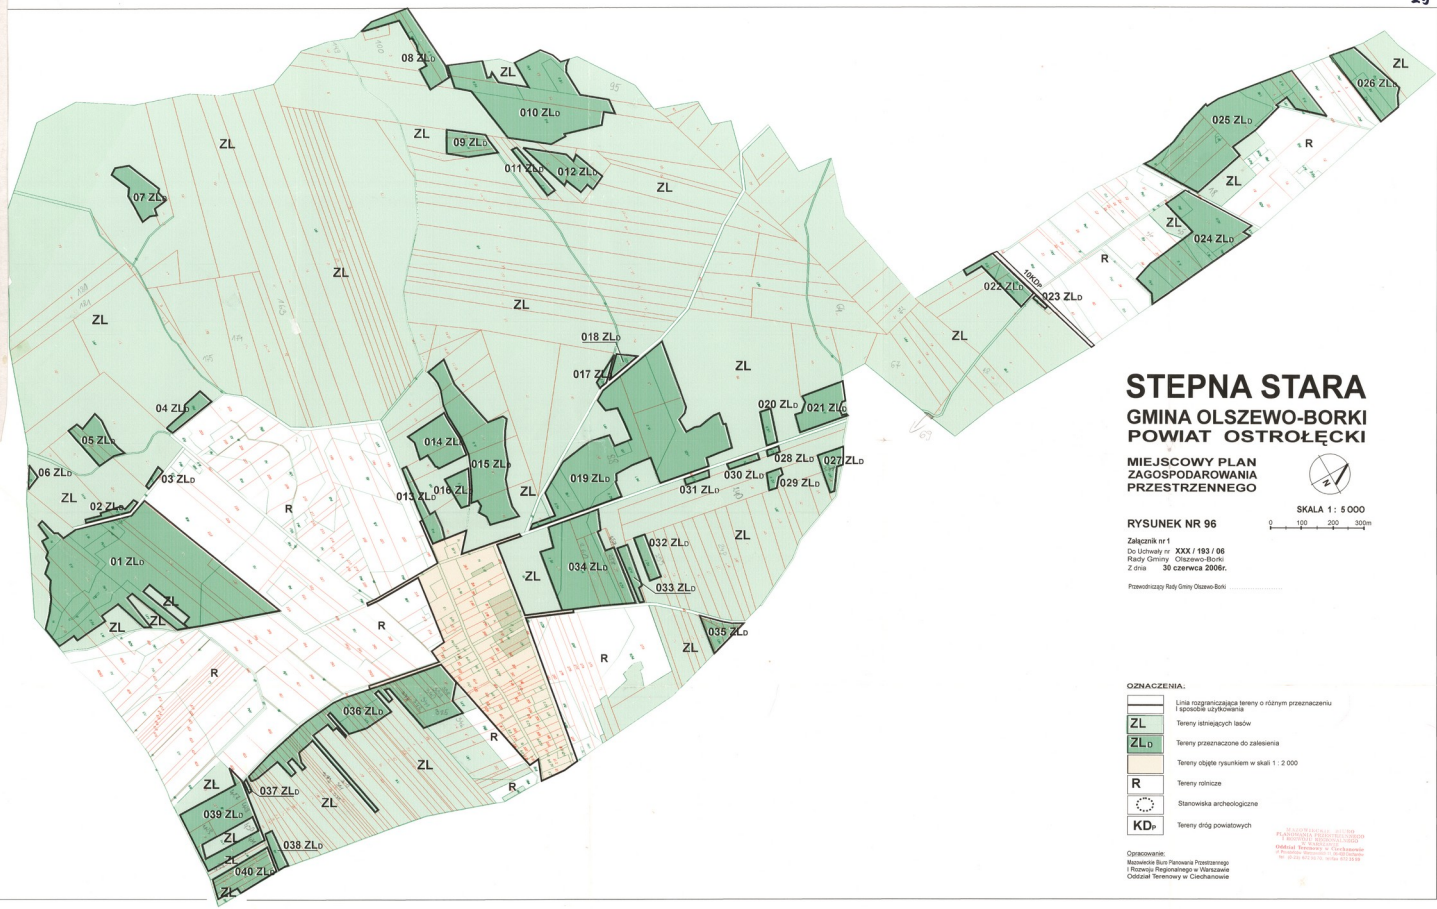 08 ZLD
ZL
010 ZLD
ZL
09 ZLD
ZL
011 ZLD
012 ZLD
ZL
07 ZLD
ZL
ZL
ZL
ZL
026 ZLD
025 ZLD
R
ZL
ZL
024 ZLD
R
10KDP
022 ZLD
023 ZLD
ZL
018 ZLD
017 ZL
ZL
04 ZLD
05 ZLD
06 ZLD
ZL
03 ZLD
02 ZLD
R
01 ZLD
ZL
ZL
ZL
014 ZL
015 ZLD
013 ZLD
016 ZLD
ZL
019 ZLD
020 ZLD
021 ZLD
028 ZLD
027 ZLD
030 ZLD
029 ZLD
031 ZLD
ZL
032 ZLD
034 ZLD
ZL
033 ZLD
035 ZLD
ZL
R
R
R
036 ZLD
R
ZL
R
ZL
ZL
037 ZLD
039 ZLD
ZL
038 ZLD
ZL
040 ZLD
ZL
STEPNA STARA
GMINA OLSZEWO-BORKI
POWIAT OSTROŁĘCKI
MIEJSCOWY PLAN
ZAGOSPODAROWANIA
PRZESTRZENNEGO
N
SKALA 1 : 5 000
0 100 200 300m
RYSUNEK NR 96
Załącznik nr 1
Do Uchwały nr XXX / 193 / 06
Rady Gminy Olszewo-Borki
Z dnia 30 czerwca 2006r.
Przewodniczący Rady Gminy Olszewo-Borki
OZNACZENIA:
Linia rozgraniczająca tereny o różnym przeznaczeniu
I sposobie użytkowania
ZL Tereny istniejących lasów
ZLD Tereny przeznaczone do zalesienia
Tereny objęte rysunkiem w skali 1 : 2 000
R Tereny rolnicze
Stanowiska archeologiczne
KDP Tereny dróg powiatowych
Opracowanie:
Mazowieckie Biuro Planowania Przestrzennego
I Rozwoju Regionalnego w Warszawie
Oddział Terenowy w Ciechanowie